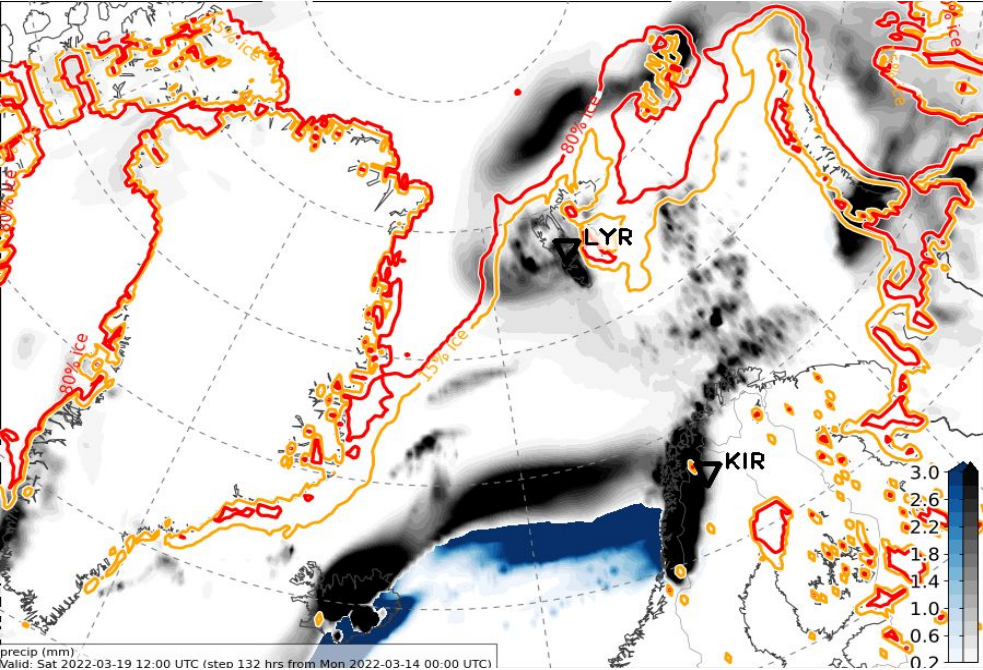 15% ice
80% ice
80% ice
LYR
80% ice
15% ice
80% ice
KIR
3.0
2.6
2.2
1.8
1.4
1.0
0.6
0.2
precip (mm)
Valid: Sat 2022-03-19 12:00 UTC (step 132 hrs from Mon 2022-03-14 00:00 UTC)